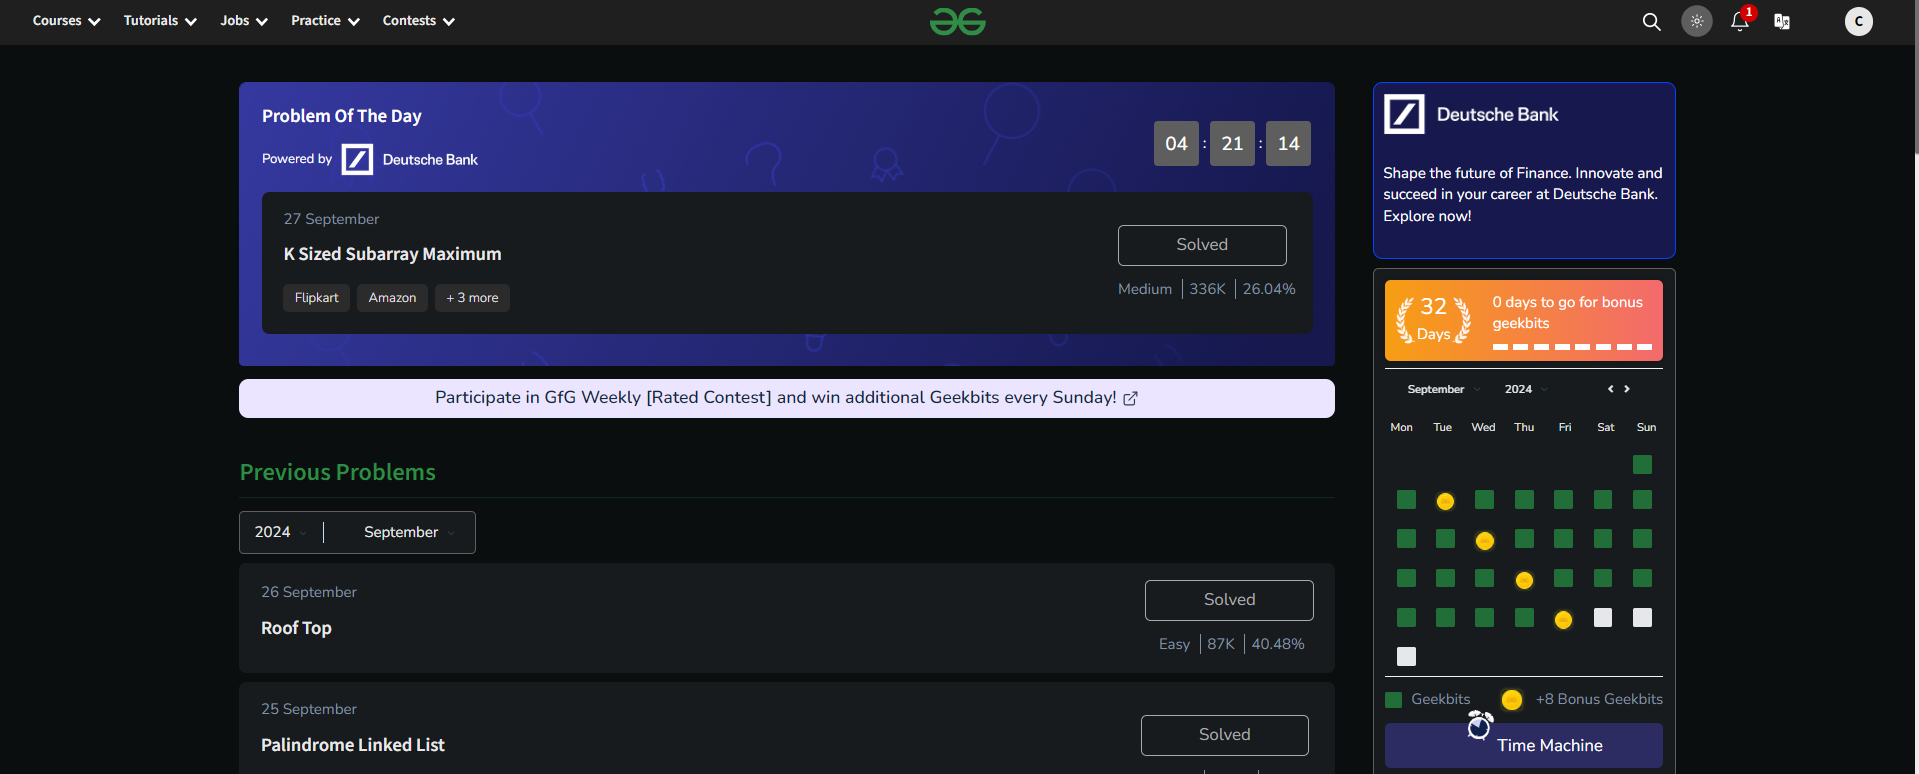 Courses
Tutorials
Jobs
Practice
Contests
1
C
Problem Of The Day
Powered by Deutsche Bank
04 : 21 : 14
27 September
K Sized Subarray Maximum
Flipkart
Amazon
+ 3 more
Solved
Medium | 336K | 26.04%
Participate in GfG Weekly [Rated Contest] and win additional Geekbits every Sunday!
Previous Problems
2024 | September
26 September
Roof Top
Solved
Easy | 87K | 40.48%
25 September
Palindrome Linked List
Solved
Deutsche Bank
Shape the future of Finance. Innovate and
succeed in your career at Deutsche Bank.
Explore now!
32
Days
0 days to go for bonus
geekbits
September 2024
Mon Tue Wed Thu Fri Sat Sun
Geekbits
+8 Bonus Geekbits
Time Machine